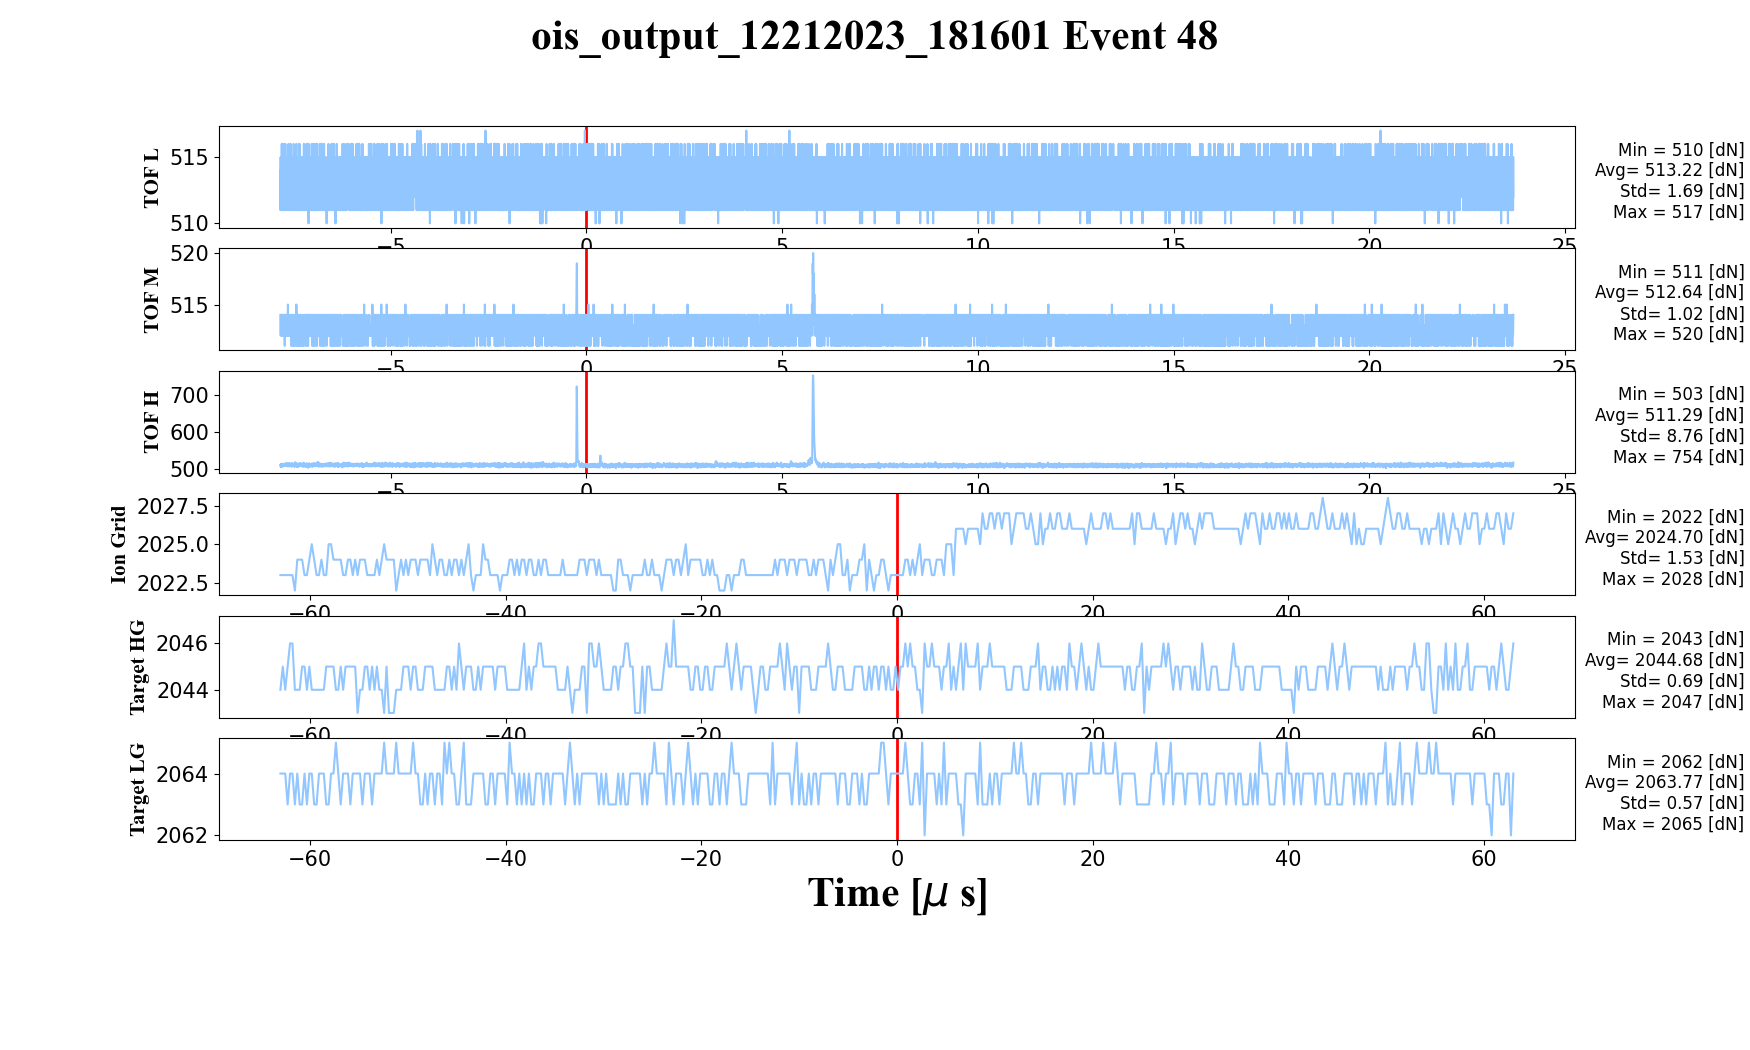 ois_output_12212023_181601 Event 48
TOF L
515
510
−5 0 5 10 15 20 25
Min = 510 [dN]
Avg= 513.22 [dN]
Std= 1.69 [dN]
Max = 517 [dN]
TOF M
520
515
−5 0 5 10 15 20 25
Min = 511 [dN]
Avg= 512.64 [dN]
Std= 1.02 [dN]
Max = 520 [dN]
TOF H
700
600
500
−5 0 5 10 15 20 25
Min = 503 [dN]
Avg= 511.29 [dN]
Std= 8.76 [dN]
Max = 754 [dN]
Ion Grid
2027.5
2025.0
2022.5
−60 −40 −20 0 20 40 60
Min = 2022 [dN]
Avg= 2024.70 [dN]
Std= 1.53 [dN]
Max = 2028 [dN]
Target HG
2046
2044
−60 −40 −20 0 20 40 60
Min = 2043 [dN]
Avg= 2044.68 [dN]
Std= 0.69 [dN]
Max = 2047 [dN]
Target LG
2064
2062
−60 −40 −20 0 20 40 60
Min = 2062 [dN]
Avg= 2063.77 [dN]
Std= 0.57 [dN]
Max = 2065 [dN]
Time [μ s]